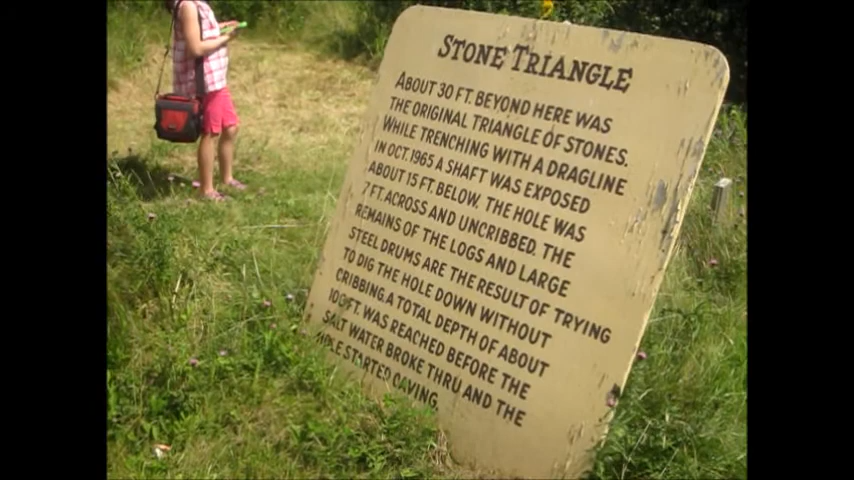 STONE TRIANGLE
ABOUT 30 FT. BEYOND HERE WAS
THE ORIGINAL TRIANGLE OF STONES.
WHILE TRENCHING WITH A DRAGLINE
IN OCT. 1965 A SHAFT WAS EXPOSED
ABOUT 15 FT. BELOW. THE HOLE WAS
7 FT. ACROSS AND UNCRIBBED. THE
REMAINS OF THE LOGS AND LARGE
STEEL DRUMS ARE THE RESULT OF TRYING
TO DIG THE HOLE DOWN WITHOUT
CRIBBING. A TOTAL DEPTH OF ABOUT
100 FT. WAS REACHED BEFORE THE
SALT WATER BROKE THRU AND THE
HOLE STARTED CAVING.